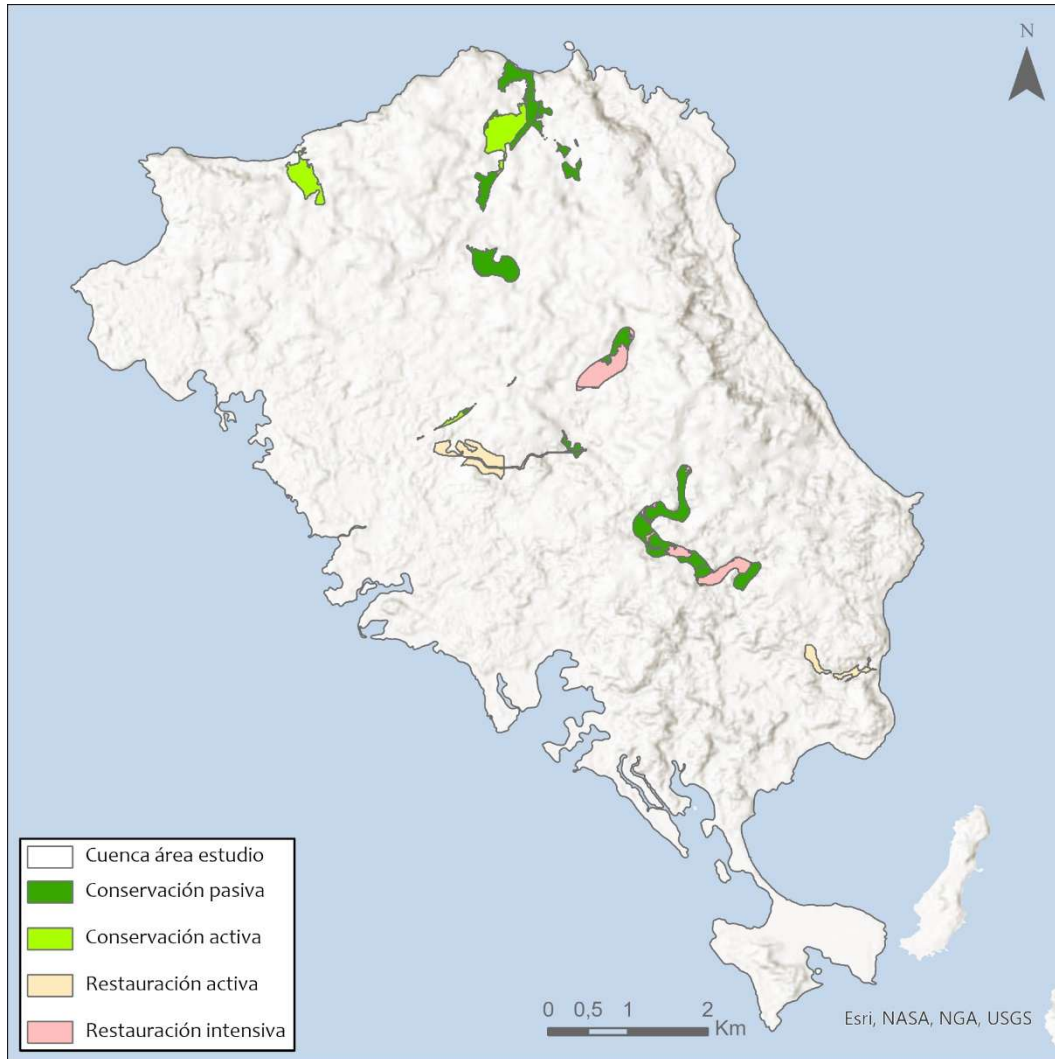 N
Cuenca área estudio
Conservación pasiva
Conservación activa
Restauración activa
Restauración intensiva
0 0,5 1 2
Km
Esri, NASA, NGA, USGS